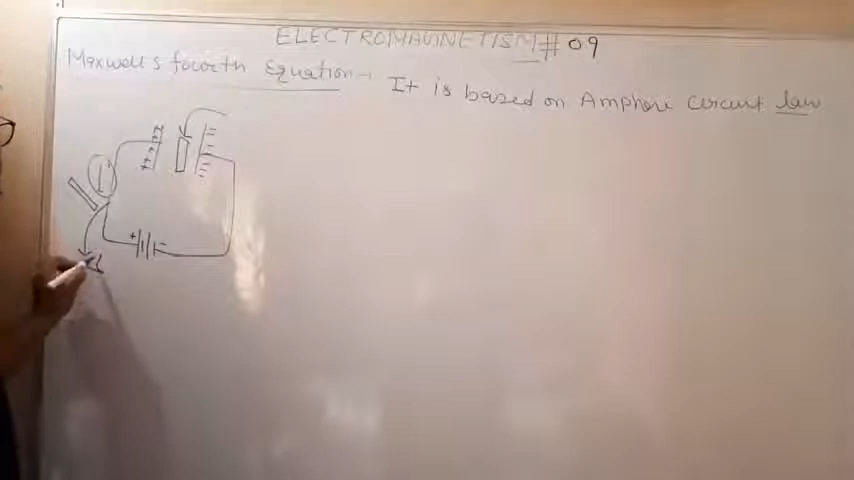 ELECTROMAGNETISM # 09
Maxwell's fourth Equation - It is based on Amphere circuit law
+ -